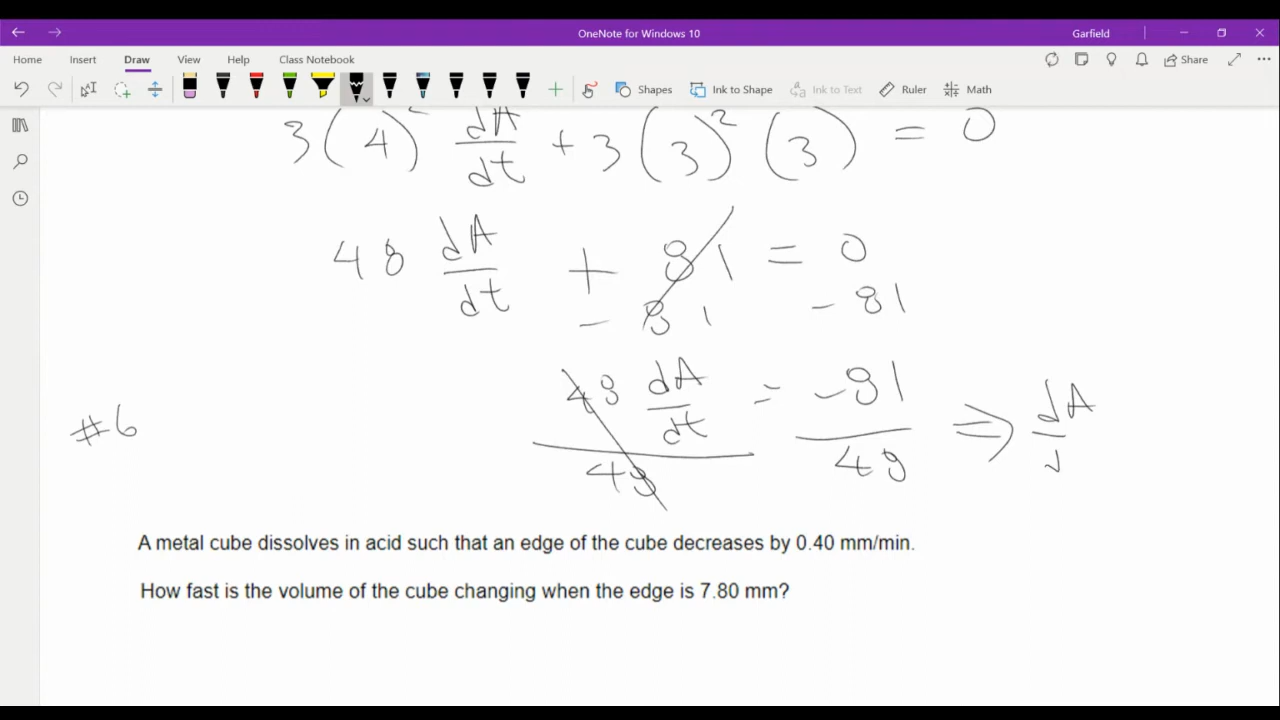 OneNote for Windows 10
Garfield
Home Insert Draw View Help Class Notebook
Share
Shapes Ink to Shape Ink to Text Ruler Math
3(4)² dA/dt + 3(3)²(3) = 0
48 dA/dt + 81 = 0
- 81 - 81
48 dA/dt = -81 ⇒ dA
48 48
#6
A metal cube dissolves in acid such that an edge of the cube decreases by 0.40 mm/min.
How fast is the volume of the cube changing when the edge is 7.80 mm?